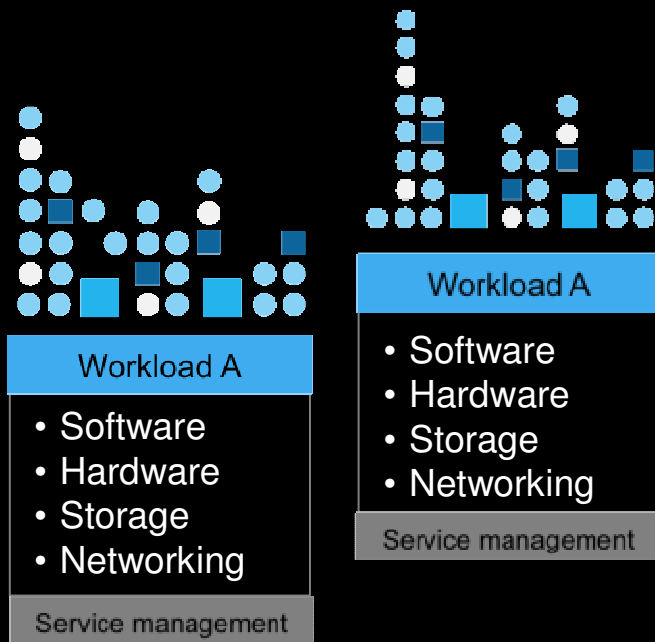 Workload A
• Software
• Hardware
• Storage
• Networking
Service management
Workload A
• Software
• Hardware
• Storage
• Networking
Service management